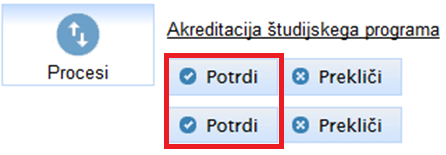 Akreditacija študijskega programa
Procesi
Potrdi Prekliči
Potrdi Prekliči